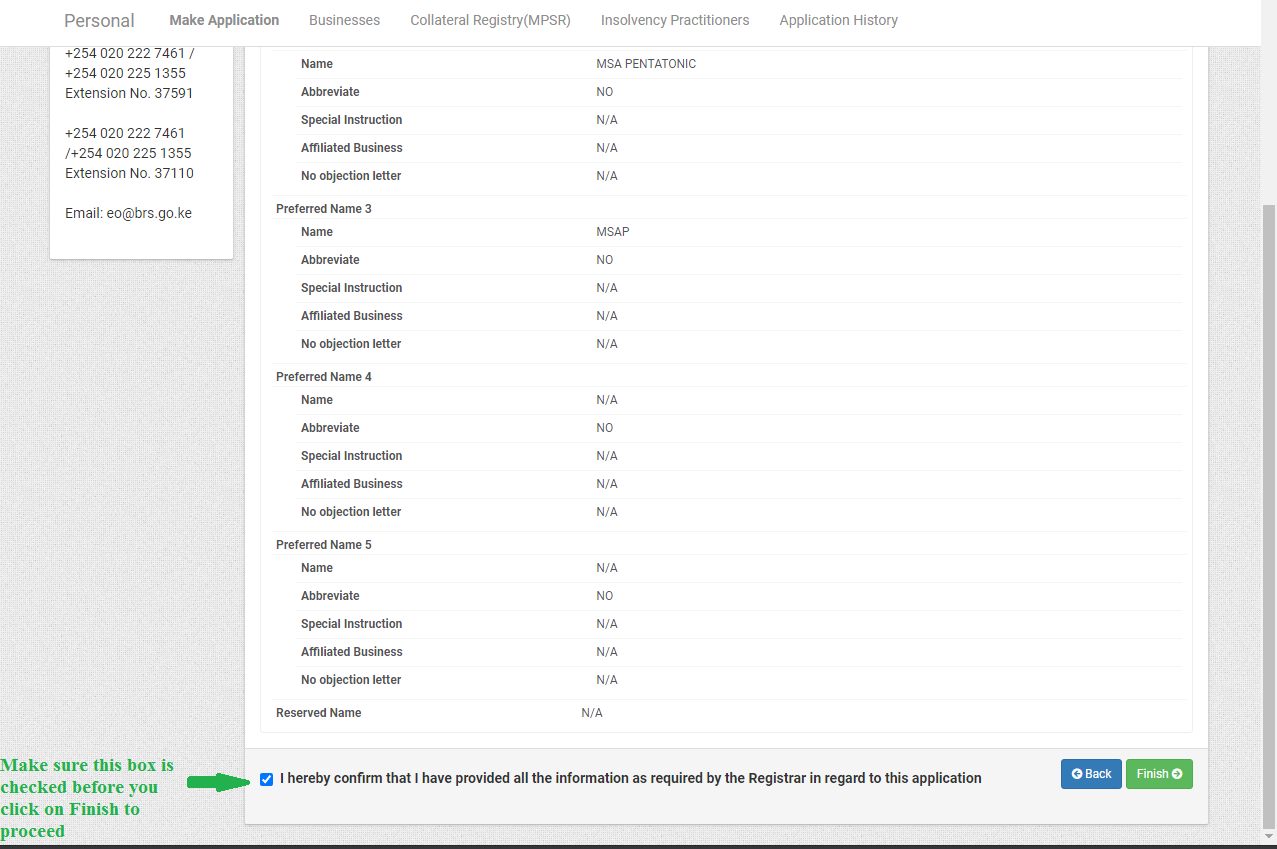 Personal Make Application Businesses Collateral Registry(MPSR) Insolvency Practitioners Application History
+254 020 222 7461 /
+254 020 225 1355
Extension No. 37591
+254 020 222 7461
/+254 020 225 1355
Extension No. 37110
Email: eo@brs.go.ke
Name MSA PENTATONIC
Abbreviate NO
Special Instruction N/A
Affiliated Business N/A
No objection letter N/A
Preferred Name 3
Name MSAP
Abbreviate NO
Special Instruction N/A
Affiliated Business N/A
No objection letter N/A
Preferred Name 4
Name N/A
Abbreviate NO
Special Instruction N/A
Affiliated Business N/A
No objection letter N/A
Preferred Name 5
Name N/A
Abbreviate NO
Special Instruction N/A
Affiliated Business N/A
No objection letter N/A
Reserved Name N/A
Make sure this box is
checked before you
click on Finish to
proceed
I hereby confirm that I have provided all the information as required by the Registrar in regard to this application
Back Finish